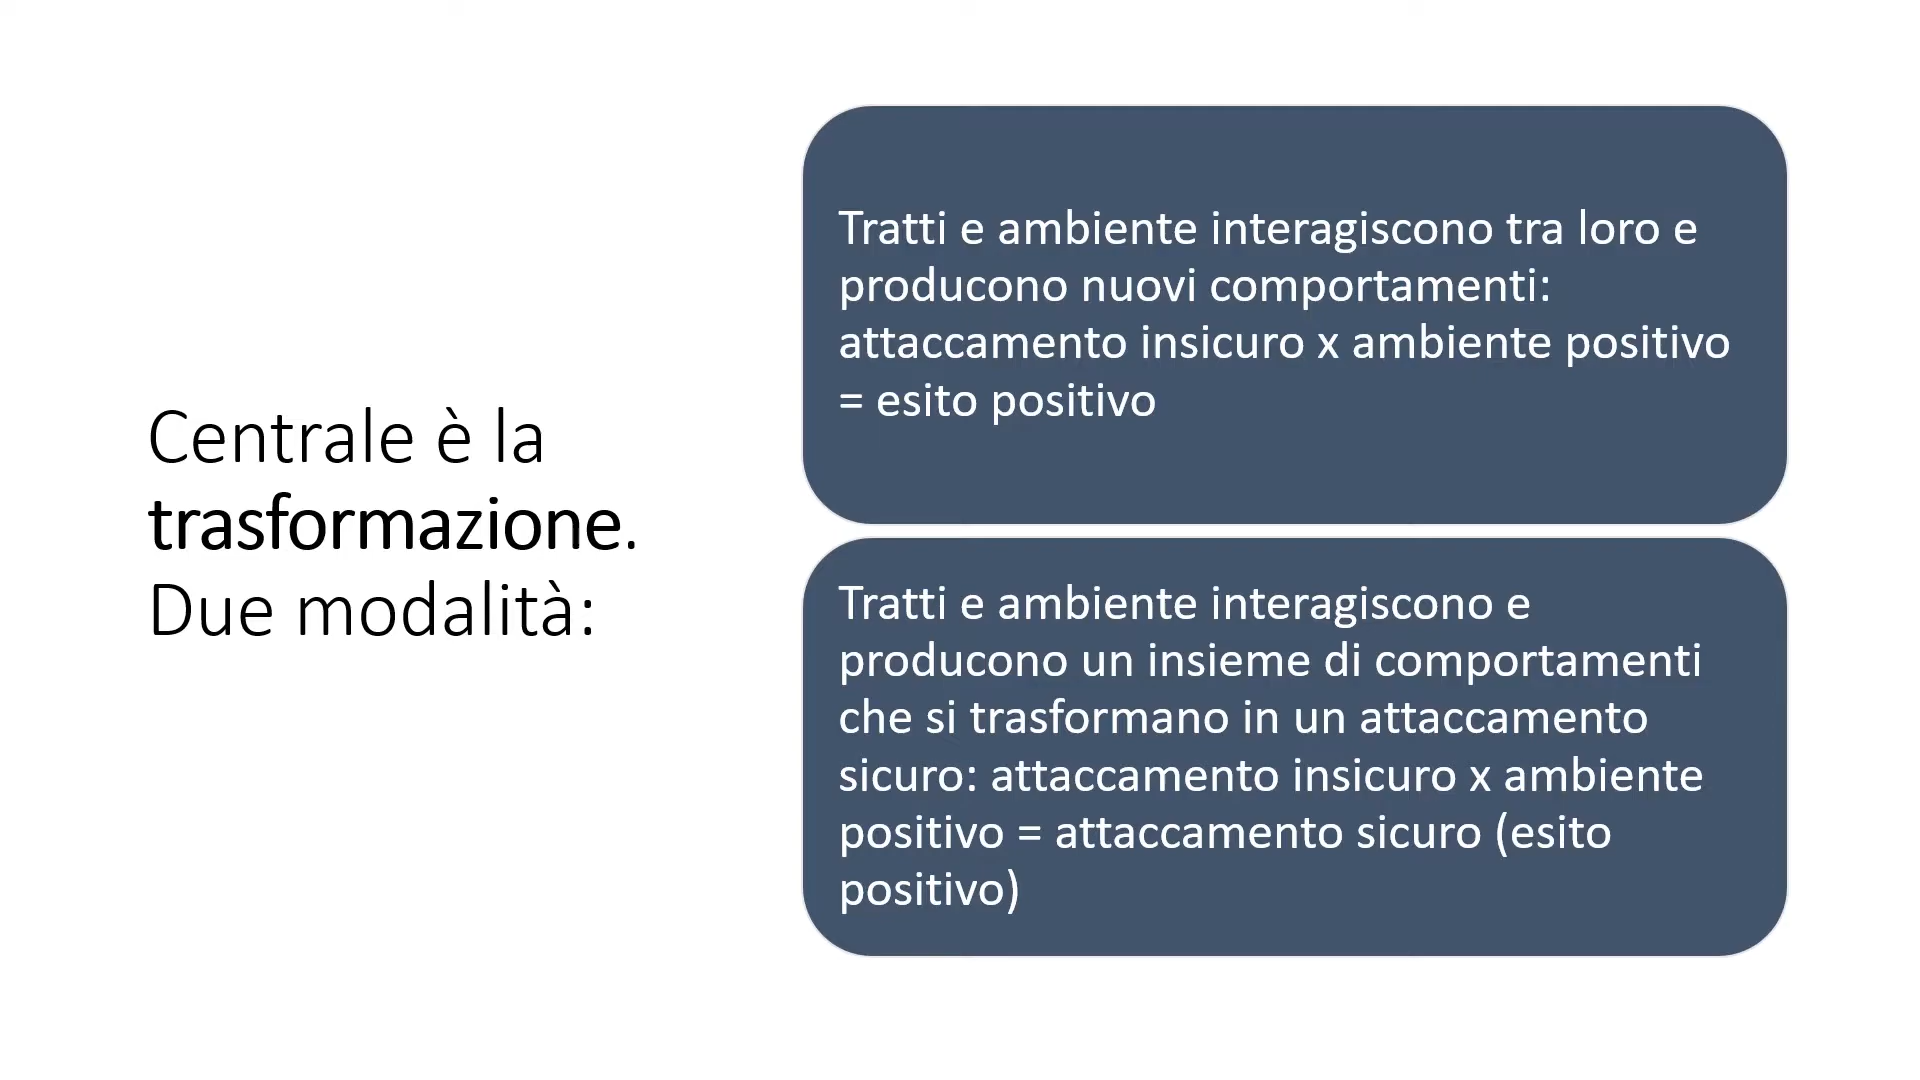 Centrale è la
trasformazione.
Due modalità:
Tratti e ambiente interagiscono tra loro e
producono nuovi comportamenti:
attaccamento insicuro x ambiente positivo
= esito positivo
Tratti e ambiente interagiscono e
producono un insieme di comportamenti
che si trasformano in un attaccamento
sicuro: attaccamento insicuro x ambiente
positivo = attaccamento sicuro (esito
positivo)